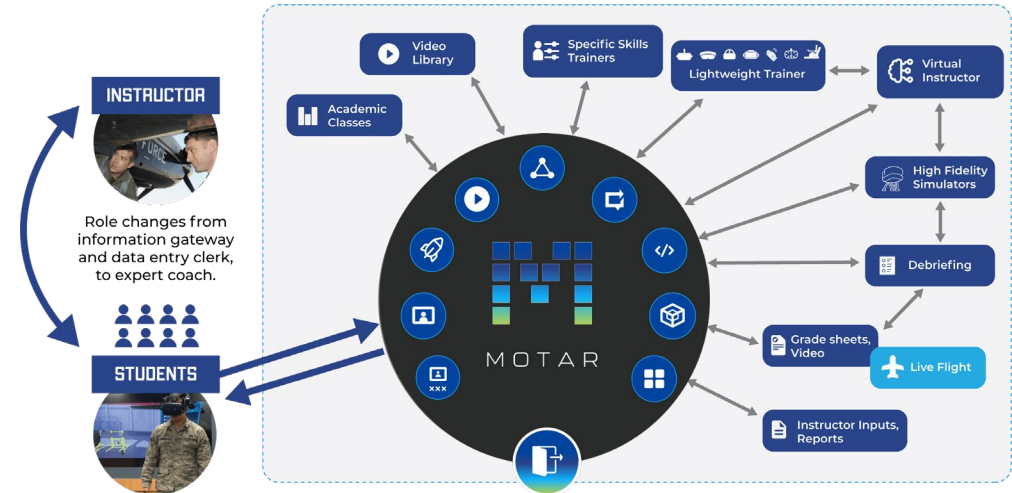 INSTRUCTOR
FORCE
Role changes from
information gateway
and data entry clerk,
to expert coach.
STUDENTS
Academic
Classes
Video
Library
Specific Skills
Trainers
Lightweight Trainer
Virtual
Instructor
High Fidelity
Simulators
Debriefing
Grade sheets,
Video
Live Flight
Instructor Inputs,
Reports
</>
xxx
MOTAR